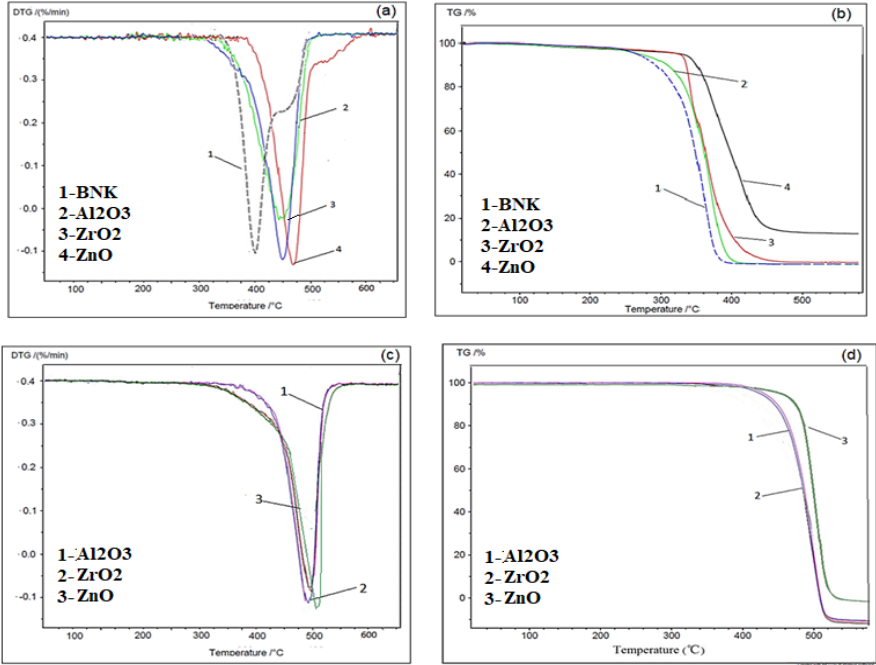 DTG /(%/min)
(a)
· 0.4
· 0.3
· 0.2
· 0.1
· 0.0
-0.1
1
2
3
4
1-BNK
2-Al2O3
3-ZrO2
4-ZnO
100 200 300 400 500 600
Temperature /°C
TG /%
(b)
100
80
60
40
20
0
2
1
4
3
1-BNK
2-Al2O3
3-ZrO2
4-ZnO
100 200 300 400 500
Temperature /°C
DTG /(%/min)
(c)
· 0.4
· 0.3
· 0.2
· 0.1
· 0.0
-0.1
1
3
2
1-Al2O3
2-ZrO2
3-ZnO
100 200 300 400 500 600
Temperature /°C
TG /%
(d)
100
80
60
40
20
0
1
3
2
1-Al2O3
2-ZrO2
3-ZnO
100 200 300 400 500
Temperature (℃)